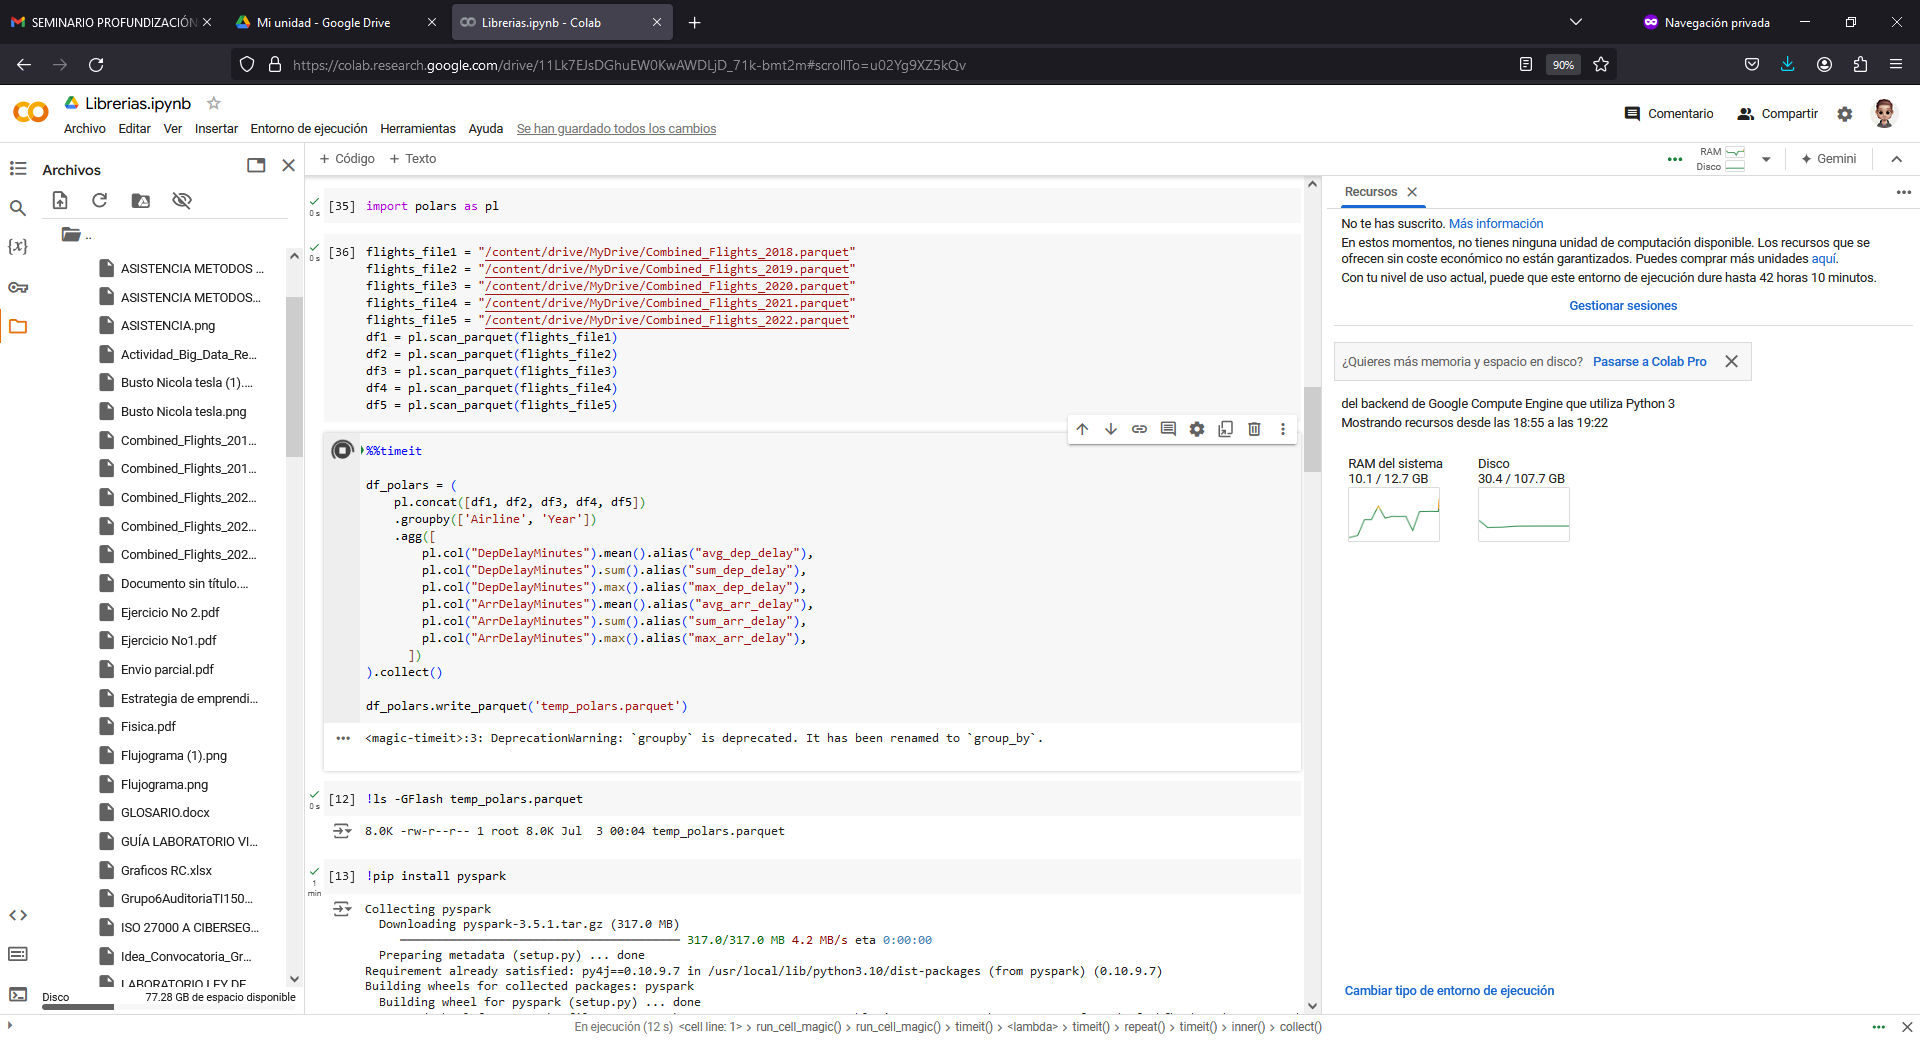 SEMINARIO PROFUNDIZACIÓN
Mi unidad - Google Drive
Librerias.ipynb - Colab
Navegación privada
https://colab.research.google.com/drive/11Lk7EJsDGhuEW0KwAWDLjD_71k-bmt2m#scrollTo=u02Yg9XZ5kQv
90%
Librerias.ipynb
Archivo Editar Ver Insertar Entorno de ejecución Herramientas Ayuda Se han guardado todos los cambios
Comentario
Compartir
Archivos
+ Código + Texto
RAM
Disco
Gemini
..
ASISTENCIA METODOS ...
ASISTENCIA METODOS...
ASISTENCIA.png
Actividad_Big_Data_Re...
Busto Nicola tesla (1)....
Busto Nicola tesla.png
Combined_Flights_201...
Combined_Flights_201...
Combined_Flights_202...
Combined_Flights_202...
Combined_Flights_202...
Documento sin título....
Ejercicio No 2.pdf
Ejercicio No1.pdf
Envio parcial.pdf
Estrategia de emprendi...
Fisica.pdf
Flujograma (1).png
Flujograma.png
GLOSARIO.docx
GUÍA LABORATORIO VI...
Graficos RC.xlsx
Grupo6AuditoriaTI150...
ISO 27000 A CIBERSEG...
Idea_Convocatoria_Gr...
LABORATORIO LEY DE
Disco
77.28 GB de espacio disponible
0 s
[35] import polars as pl
0 s
[36] flights_file1 = "/content/drive/MyDrive/Combined_Flights_2018.parquet"
flights_file2 = "/content/drive/MyDrive/Combined_Flights_2019.parquet"
flights_file3 = "/content/drive/MyDrive/Combined_Flights_2020.parquet"
flights_file4 = "/content/drive/MyDrive/Combined_Flights_2021.parquet"
flights_file5 = "/content/drive/MyDrive/Combined_Flights_2022.parquet"
df1 = pl.scan_parquet(flights_file1)
df2 = pl.scan_parquet(flights_file2)
df3 = pl.scan_parquet(flights_file3)
df4 = pl.scan_parquet(flights_file4)
df5 = pl.scan_parquet(flights_file5)
%%timeit
df_polars = (
pl.concat([df1, df2, df3, df4, df5])
.groupby(['Airline', 'Year'])
.agg([
pl.col("DepDelayMinutes").mean().alias("avg_dep_delay"),
pl.col("DepDelayMinutes").sum().alias("sum_dep_delay"),
pl.col("DepDelayMinutes").max().alias("max_dep_delay"),
pl.col("ArrDelayMinutes").mean().alias("avg_arr_delay"),
pl.col("ArrDelayMinutes").sum().alias("sum_arr_delay"),
pl.col("ArrDelayMinutes").max().alias("max_arr_delay"),
])
).collect()
df_polars.write_parquet('temp_polars.parquet')
<magic-timeit>:3: DeprecationWarning: `groupby` is deprecated. It has been renamed to `group_by`.
0 s
[12] !ls -GFlash temp_polars.parquet
8.0K -rw-r--r-- 1 root 8.0K Jul  3 00:04 temp_polars.parquet
1 min
[13] !pip install pyspark
Collecting pyspark
Downloading pyspark-3.5.1.tar.gz (317.0 MB)
317.0/317.0 MB 4.2 MB/s eta 0:00:00
Preparing metadata (setup.py) ... done
Requirement already satisfied: py4j==0.10.9.7 in /usr/local/lib/python3.10/dist-packages (from pyspark) (0.10.9.7)
Building wheels for collected packages: pyspark
Building wheel for pyspark (setup.py) ... done
Recursos
No te has suscrito. Más información
En estos momentos, no tienes ninguna unidad de computación disponible. Los recursos que se
ofrecen sin coste económico no están garantizados. Puedes comprar más unidades aquí.
Con tu nivel de uso actual, puede que este entorno de ejecución dure hasta 42 horas 10 minutos.
Gestionar sesiones
¿Quieres más memoria y espacio en disco? Pasarse a Colab Pro
del backend de Google Compute Engine que utiliza Python 3
Mostrando recursos desde las 18:55 a las 19:22
RAM del sistema
10.1 / 12.7 GB
Disco
30.4 / 107.7 GB
Cambiar tipo de entorno de ejecución
En ejecución (12 s) <cell line: 1> > run_cell_magic() > run_cell_magic() > timeit() > <lambda> > timeit() > repeat() > timeit() > inner() > collect()